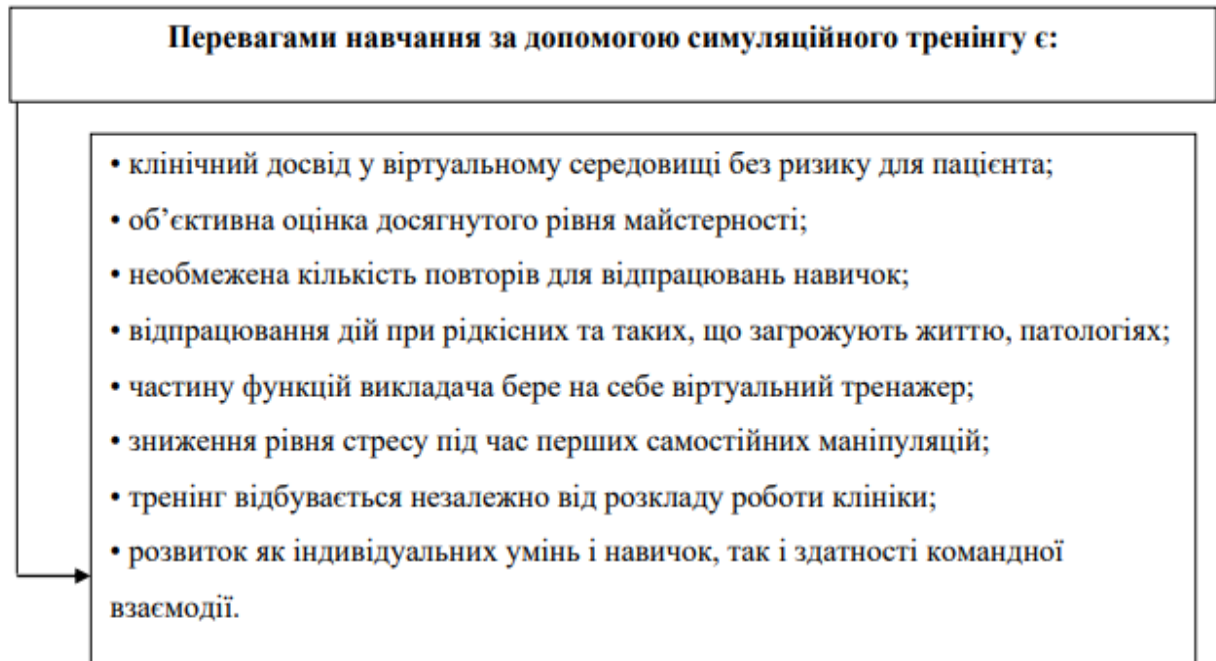 Перевагами навчання за допомогою симуляційного тренінгу є:
• клінічний досвід у віртуальному середовищі без ризику для пацієнта;
• об’єктивна оцінка досягнутого рівня майстерності;
• необмежена кількість повторів для відпрацювань навичок;
• відпрацювання дій при рідкісних та таких, що загрожують життю, патологіях;
• частину функцій викладача бере на себе віртуальний тренажер;
• зниження рівня стресу під час перших самостійних маніпуляцій;
• тренінг відбувається незалежно від розкладу роботи клініки;
• розвиток як індивідуальних умінь і навичок, так і здатності командної
взаємодії.